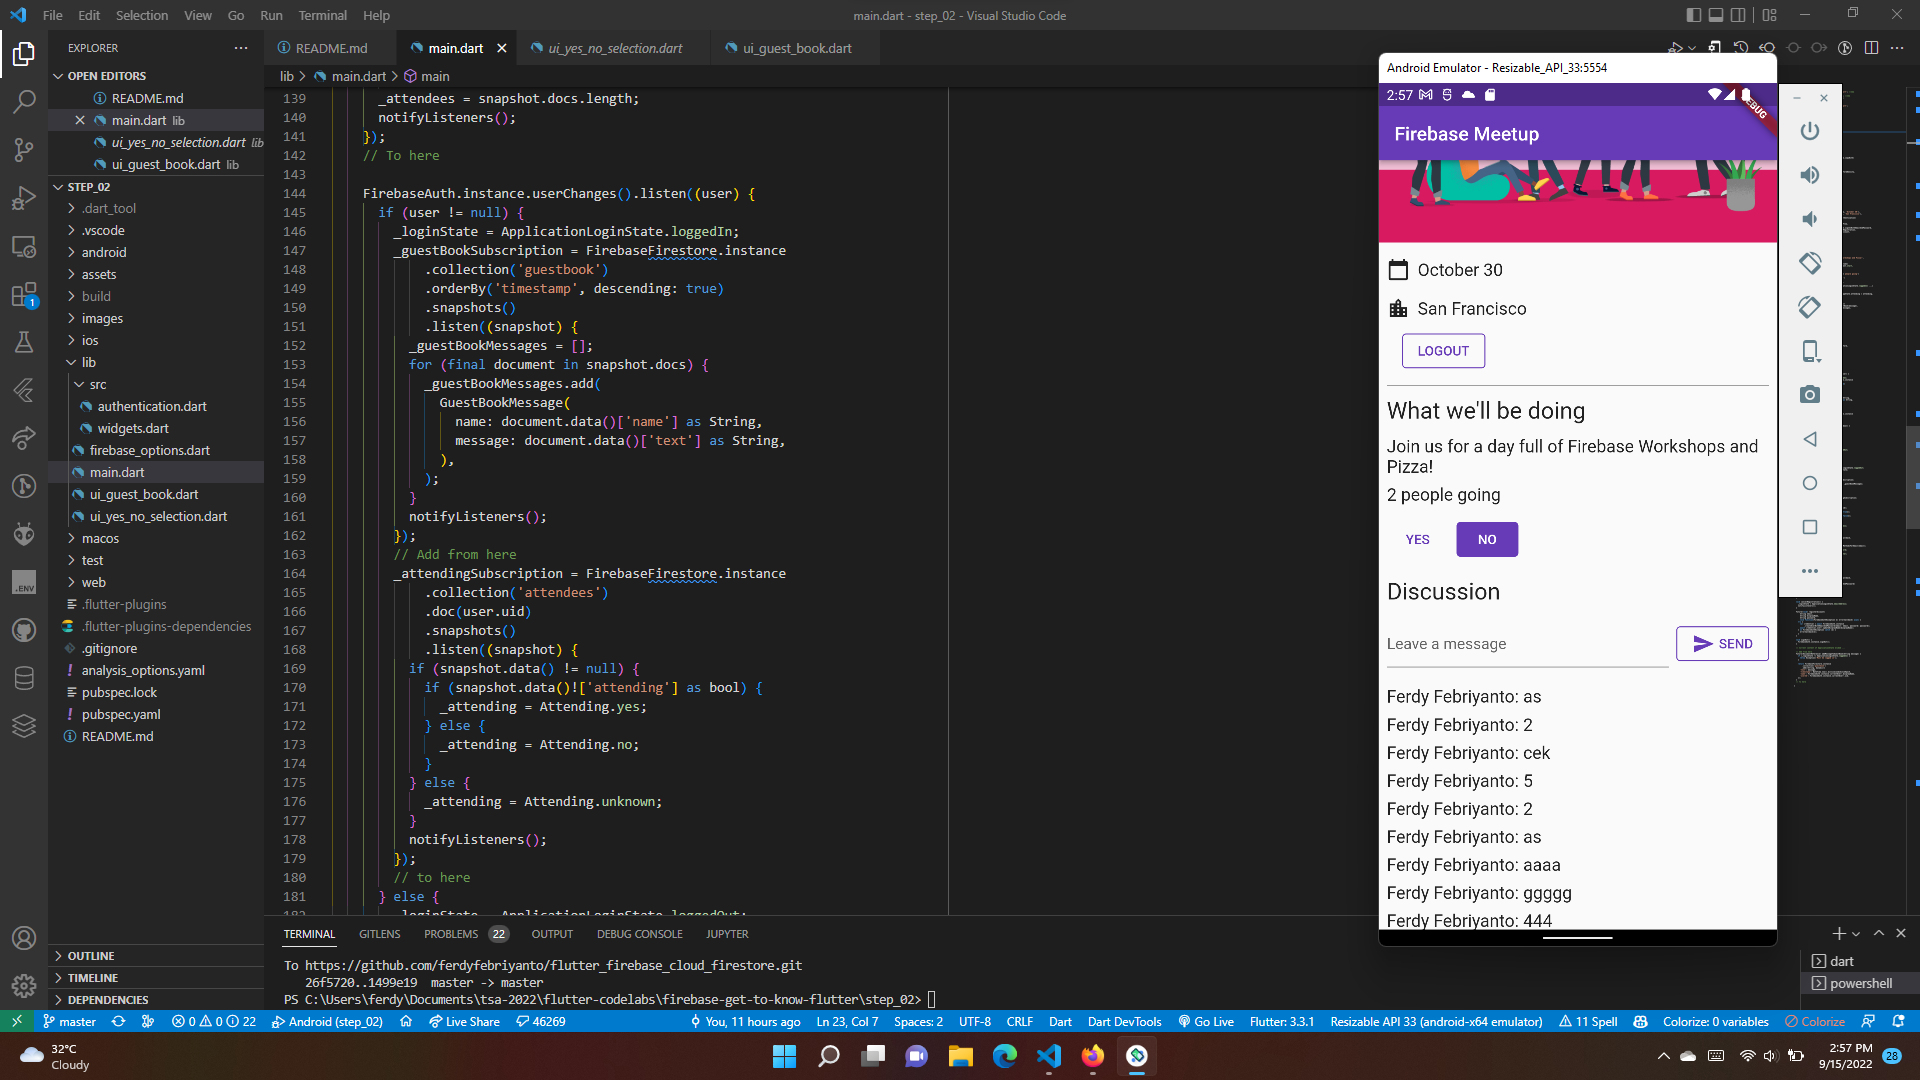 File Edit Selection View Go Run Terminal Help
main.dart - step_02 - Visual Studio Code
EXPLORER
README.md
main.dart
ui_yes_no_selection.dart
ui_guest_book.dart
OPEN EDITORS
README.md
main.dart lib
ui_yes_no_selection.dart lib
ui_guest_book.dart lib
STEP_02
.dart_tool
.vscode
android
assets
build
images
ios
lib
src
authentication.dart
widgets.dart
firebase_options.dart
main.dart
ui_guest_book.dart
ui_yes_no_selection.dart
macos
test
web
.flutter-plugins
.flutter-plugins-dependencies
.gitignore
analysis_options.yaml
pubspec.lock
pubspec.yaml
README.md
OUTLINE
TIMELINE
DEPENDENCIES
1
.ENV
lib > main.dart > main
139 _attendees = snapshot.docs.length;
140 notifyListeners();
141 });
142 // To here
143
144 FirebaseAuth.instance.userChanges().listen((user) {
145 if (user != null) {
146 _loginState = ApplicationLoginState.loggedIn;
147 _guestBookSubscription = FirebaseFirestore.instance
148 .collection('guestbook')
149 .orderBy('timestamp', descending: true)
150 .snapshots()
151 .listen((snapshot) {
152 _guestBookMessages = [];
153 for (final document in snapshot.docs) {
154 _guestBookMessages.add(
155 GuestBookMessage(
156 name: document.data()['name'] as String,
157 message: document.data()['text'] as String,
158 ),
159 );
160 }
161 notifyListeners();
162 });
163 // Add from here
164 _attendingSubscription = FirebaseFirestore.instance
165 .collection('attendees')
166 .doc(user.uid)
167 .snapshots()
168 .listen((snapshot) {
169 if (snapshot.data() != null) {
170 if (snapshot.data()!['attending'] as bool) {
171 _attending = Attending.yes;
172 } else {
173 _attending = Attending.no;
174 }
175 } else {
176 _attending = Attending.unknown;
177 }
178 notifyListeners();
179 });
180 // to here
181 } else {
182 _loginState = ApplicationLoginState.loggedOut;
TERMINAL GITLENS PROBLEMS 22 OUTPUT DEBUG CONSOLE JUPYTER
To https://github.com/ferdyfebriyanto/flutter_firebase_cloud_firestore.git
26f5720..1499e19 master -> master
PS C:\Users\ferdy\Documents\tsa-2022\flutter-codelabs\firebase-get-to-know-flutter\step_02>
dart
powershell
Android Emulator - Resizable_API_33:5554
2:57
DEBUG
Firebase Meetup
October 30
San Francisco
LOGOUT
What we'll be doing
Join us for a day full of Firebase Workshops and
Pizza!
2 people going
YES NO
Discussion
Leave a message SEND
Ferdy Febriyanto: as
Ferdy Febriyanto: 2
Ferdy Febriyanto: cek
Ferdy Febriyanto: 5
Ferdy Febriyanto: 2
Ferdy Febriyanto: as
Ferdy Febriyanto: aaaa
Ferdy Febriyanto: ggggg
Ferdy Febriyanto: 444
master 0 0 22 Android (step_02) Live Share 46269 You, 11 hours ago Ln 23, Col 7 Spaces: 2 UTF-8 CRLF Dart Dart DevTools Go Live Flutter: 3.3.1 Resizable API 33 (android-x64 emulator) 11 Spell Colorize: 0 variables Colorize
32°C
Cloudy
2:57 PM
9/15/2022
28